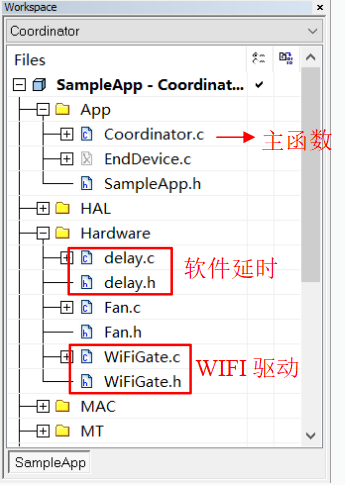 Workspace ×
Coordinator
Files
SampleApp - Coordinat...
App
Coordinator.c 主函数
EndDevice.c
SampleApp.h
HAL
Hardware
delay.c
软件延时
delay.h
Fan.c
Fan.h
WiFiGate.c
WIFI 驱动
WiFiGate.h
MAC
MT
SampleApp